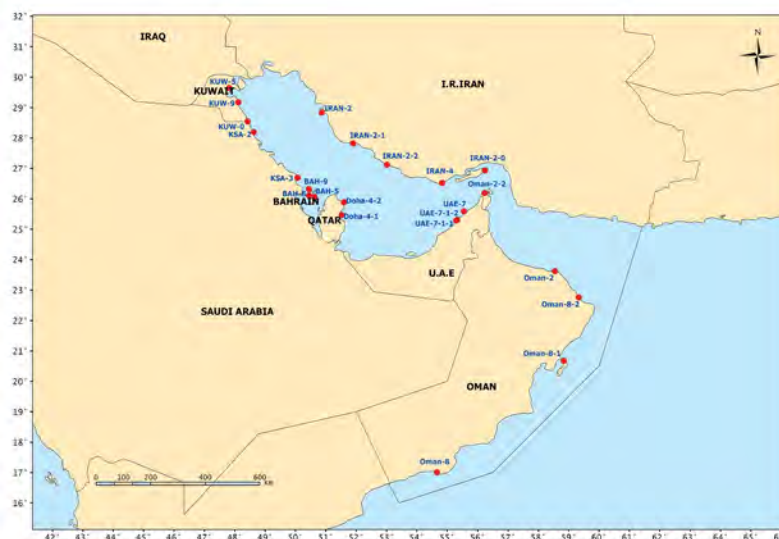 32°
31°
30°
29°
28°
27°
26°
25°
24°
23°
22°
21°
20°
19°
18°
17°
16°
IRAQ
N
I.R.IRAN
KUW-5
KUWAIT
KUW-9
KUW-0
KSA-2
IRAN-2
IRAN-2-1
IRAN-2-2
IRAN-4
IRAN-2-0
Oman-2-2
KSA-3
BAH-9
BAH-5
BAHRAIN
Doha-4-2
QATAR
Doha-4-1
UAE-7
UAE-7-1-2
UAE-7-1-1
U.A.E
Oman-2
Oman-8-2
SAUDI ARABIA
Oman-8-1
OMAN
Oman-8
0 200 400 600
km
42° 43° 44° 45° 46° 47° 48° 49° 50° 51° 52° 53° 54° 55° 56° 57° 58° 59° 60° 61° 62° 63° 64° 65°